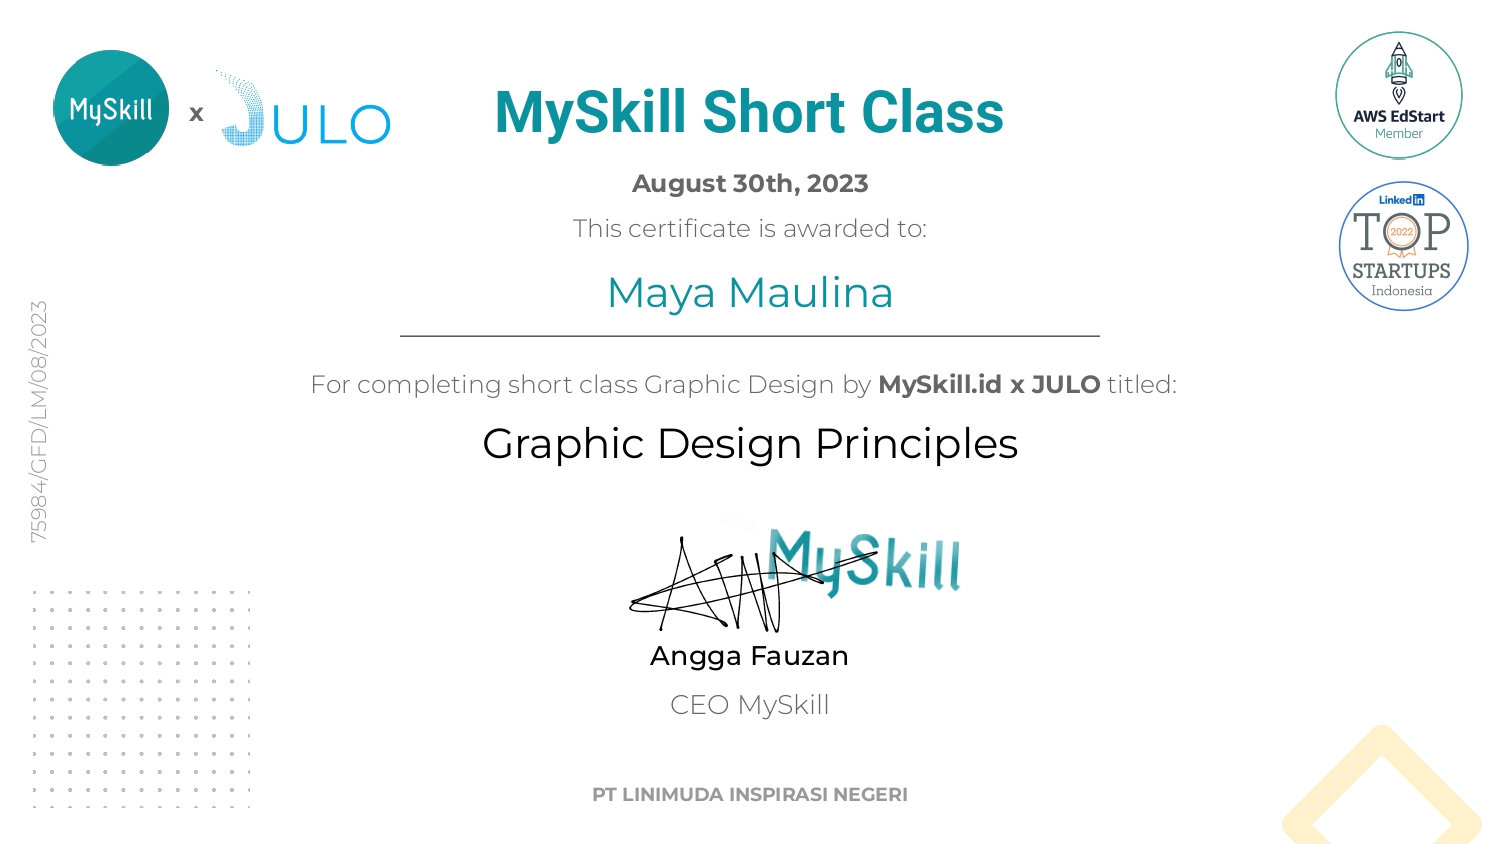 MySkill x JULO
MySkill Short Class
AWS EdStart
Member
August 30th, 2023
This certificate is awarded to:
LinkedIn
TOP
2022
STARTUPS
Indonesia
Maya Maulina
For completing short class Graphic Design by MySkill.id x JULO titled:
Graphic Design Principles
75984/GFD/LM/08/2023
MySkill
Angga Fauzan
CEO MySkill
PT LINIMUDA INSPIRASI NEGERI